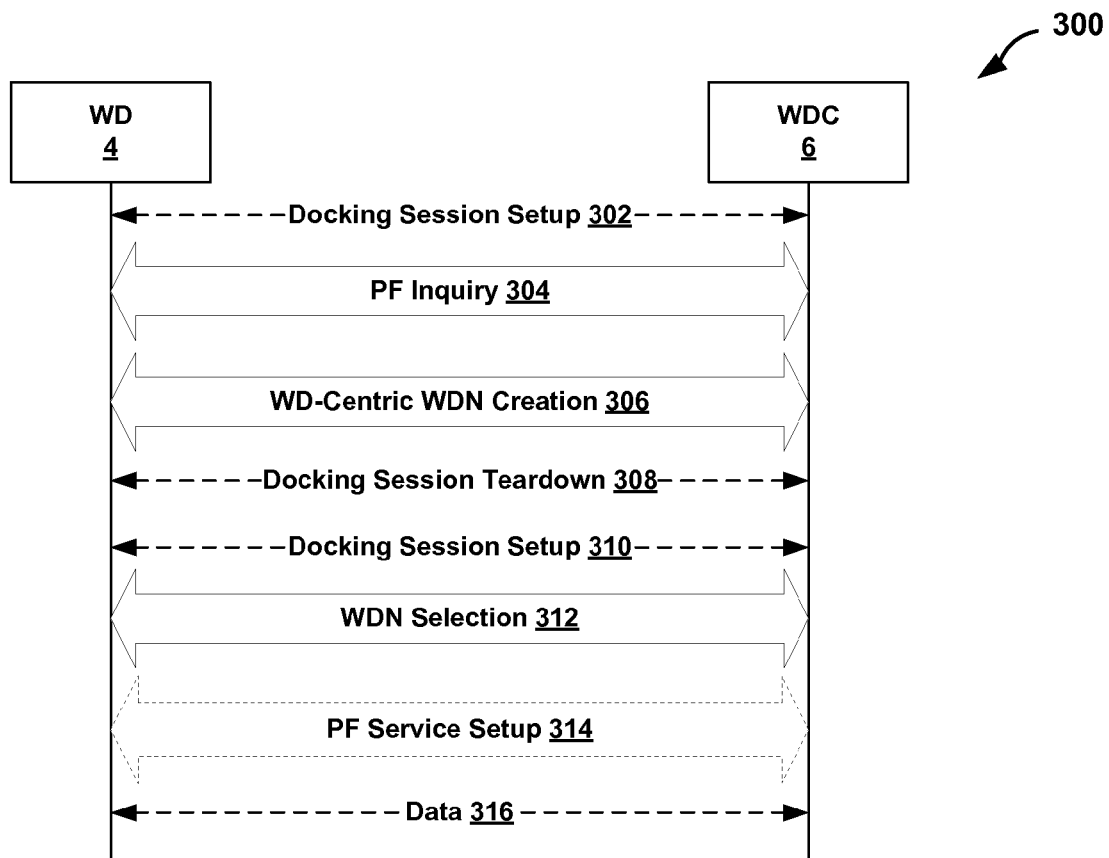 300
WD
4
WDC
6
Docking Session Setup 302
PF Inquiry 304
WD-Centric WDN Creation 306
Docking Session Teardown 308
Docking Session Setup 310
WDN Selection 312
PF Service Setup 314
Data 316